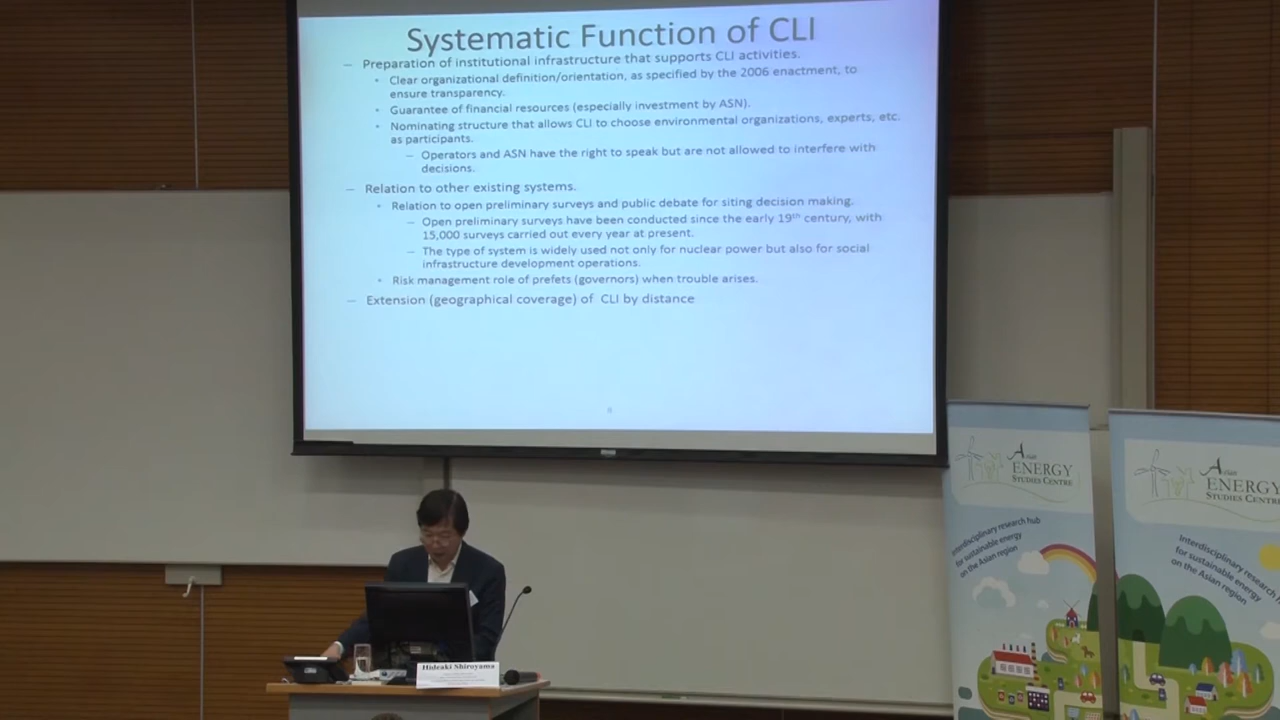 Systematic Function of CLI
– Preparation of institutional infrastructure that supports CLI activities.
• Clear organizational definition/orientation, as specified by the 2006 enactment, to
ensure transparency.
• Guarantee of financial resources (especially investment by ASN).
• Nominating structure that allows CLI to choose environmental organizations, experts, etc.
as participants.
– Operators and ASN have the right to speak but are not allowed to interfere with
decisions.
– Relation to other existing systems.
• Relation to open preliminary surveys and public debate for siting decision making.
– Open preliminary surveys have been conducted since the early 19th century, with
15,000 surveys carried out every year at present.
– The type of system is widely used not only for nuclear power but also for social
infrastructure development operations.
• Risk management role of prefets (governors) when trouble arises.
– Extension (geographical coverage) of CLI by distance
Asian
ENERGY
STUDIES CENTRE
Interdisciplinary research hub
for sustainable energy
on the Asian region
Asian
ENERGY
STUDIES CENTRE
Interdisciplinary research h
for sustainable energy
on the Asian region
Hideaki Shiroyama